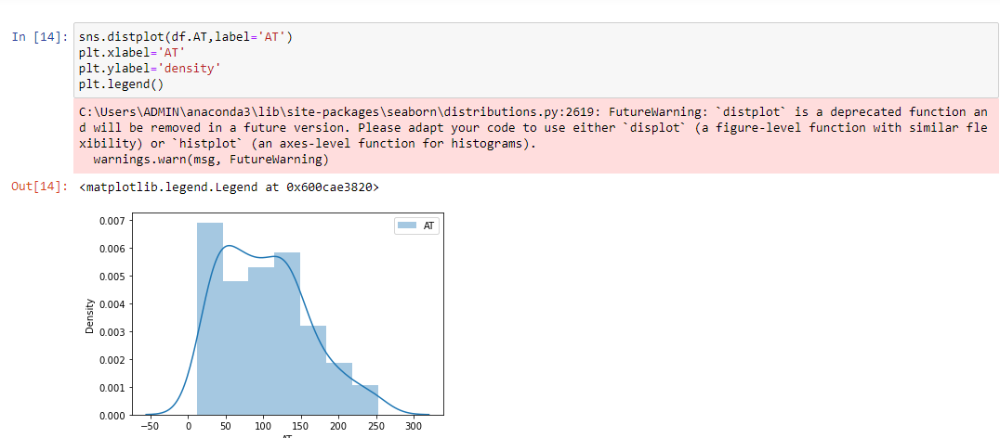 In [14]: sns.distplot(df.AT,label='AT')
plt.xlabel='AT'
plt.ylabel='density'
plt.legend()
C:\Users\ADMIN\anaconda3\lib\site-packages\seaborn\distributions.py:2619: FutureWarning: `distplot` is a deprecated function an
d will be removed in a future version. Please adapt your code to use either `displot` (a figure-level function with similar fle
xibility) or `histplot` (an axes-level function for histograms).
warnings.warn(msg, FutureWarning)
Out[14]: <matplotlib.legend.Legend at 0x600cae3820>
AT
0.007
0.006
0.005
0.004
0.003
0.002
0.001
0.000
Density
−50 0 50 100 150 200 250 300
AT